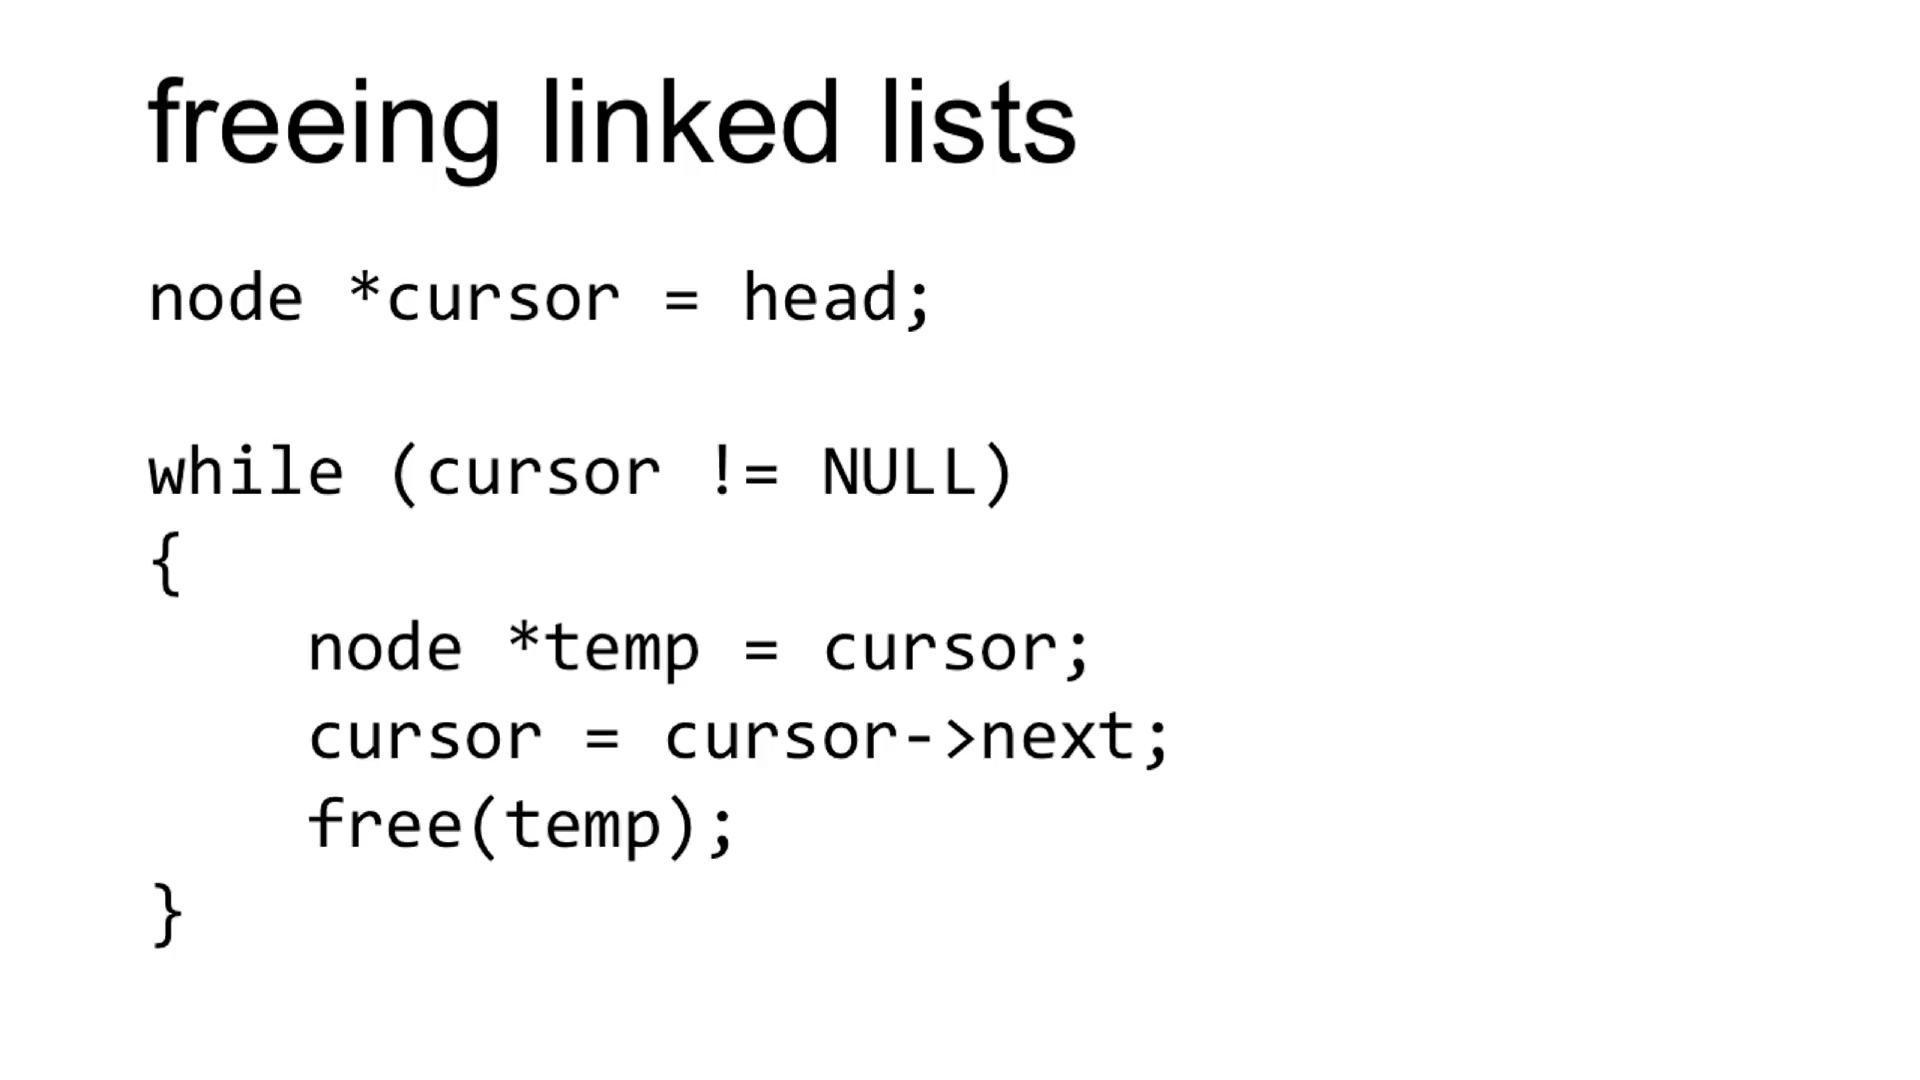 freeing linked lists
node *cursor = head;
while (cursor != NULL)
{
    node *temp = cursor;
    cursor = cursor->next;
    free(temp);
}